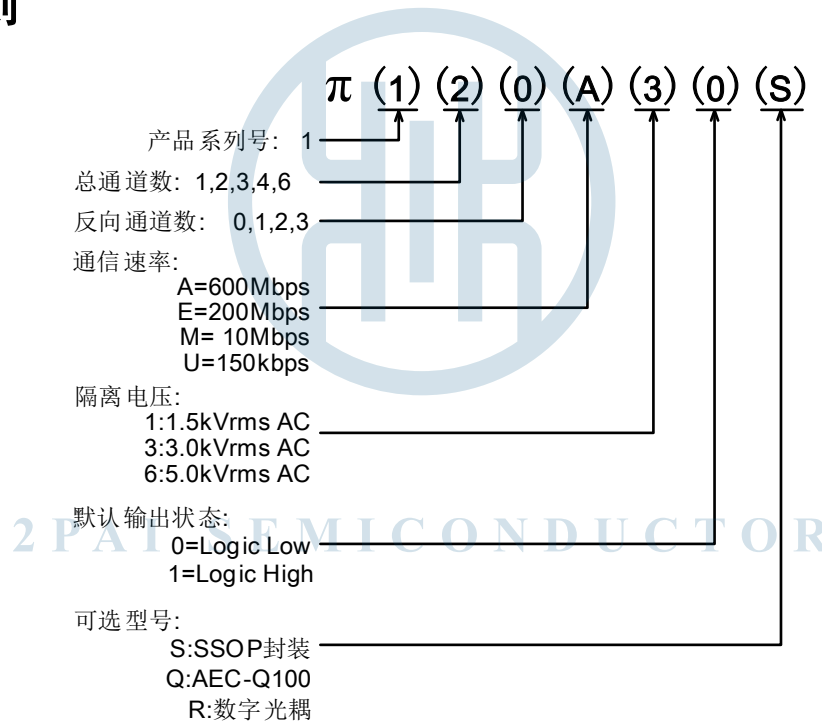 则
π (1) (2) (0) (A) (3) (0) (S)
产品系列号: 1
总通道数: 1,2,3,4,6
反向通道数: 0,1,2,3
通信速率:
A=600Mbps
E=200Mbps
M= 10Mbps
U=150kbps
隔离电压:
1:1.5kVrms AC
3:3.0kVrms AC
6:5.0kVrms AC
默认输出状态:
2PAI SEMICONDUCTOR
0=Logic Low
1=Logic High
可选型号:
S:SSOP封装
Q:AEC-Q100
R:数字光耦